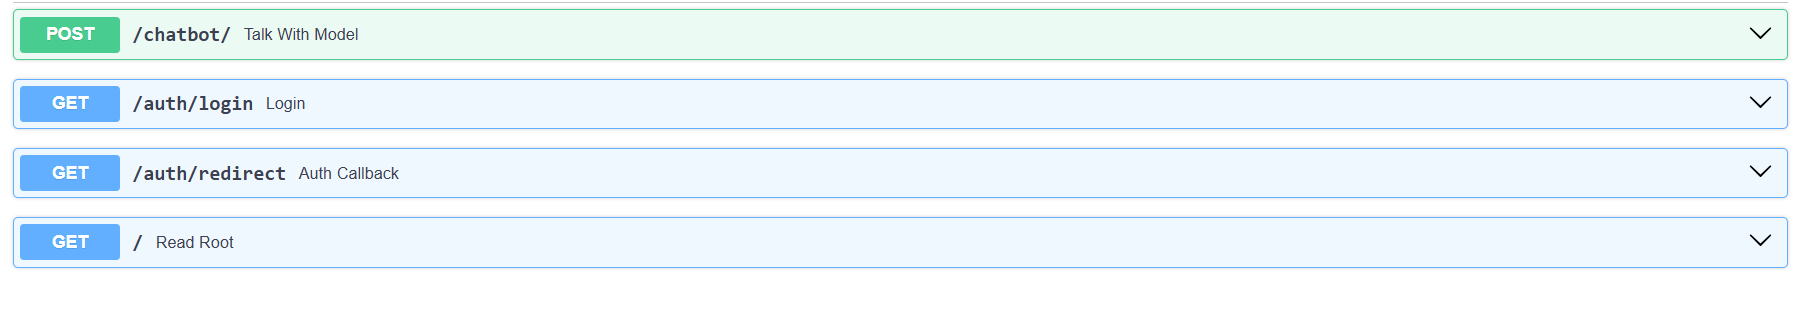 POST /chatbot/ Talk With Model
GET /auth/login Login
GET /auth/redirect Auth Callback
GET / Read Root